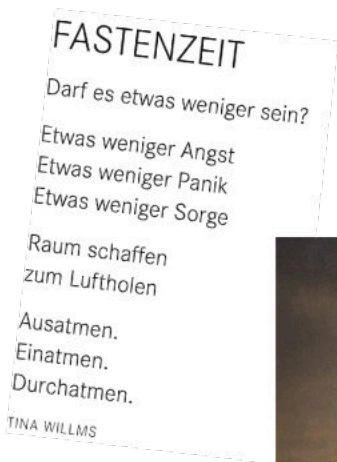 FASTENZEIT
Darf es etwas weniger sein?
Etwas weniger Angst
Etwas weniger Panik
Etwas weniger Sorge
Raum schaffen
zum Luftholen
Ausatmen.
Einatmen.
Durchatmen.
TINA WILLMS